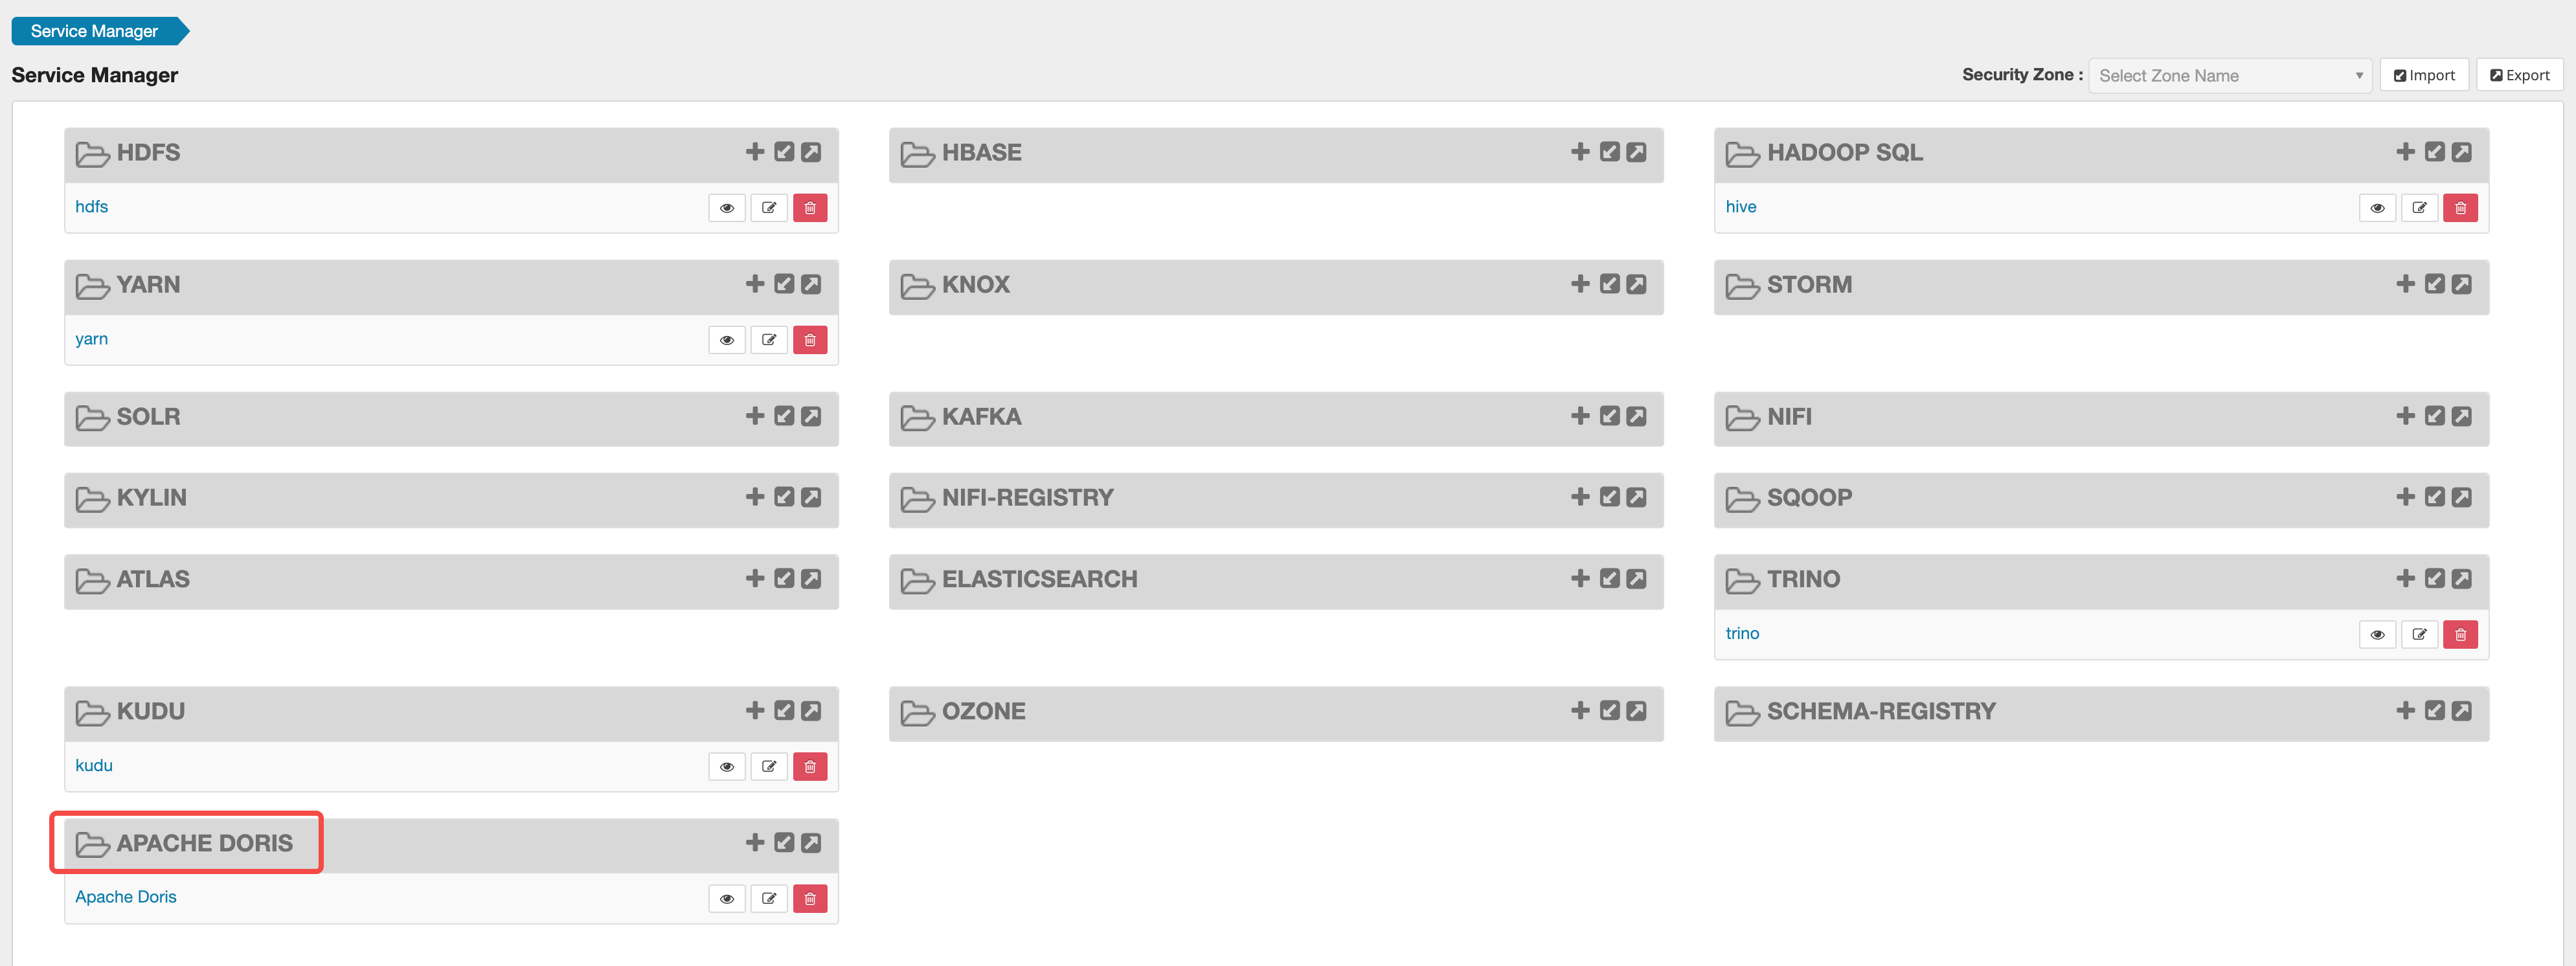 Service Manager
Service Manager
Security Zone : Select Zone Name Import Export
HDFS HBASE HADOOP SQL
hdfs hive
YARN KNOX STORM
yarn
SOLR KAFKA NIFI
KYLIN NIFI-REGISTRY SQOOP
ATLAS ELASTICSEARCH TRINO
trino
KUDU OZONE SCHEMA-REGISTRY
kudu
APACHE DORIS
Apache Doris